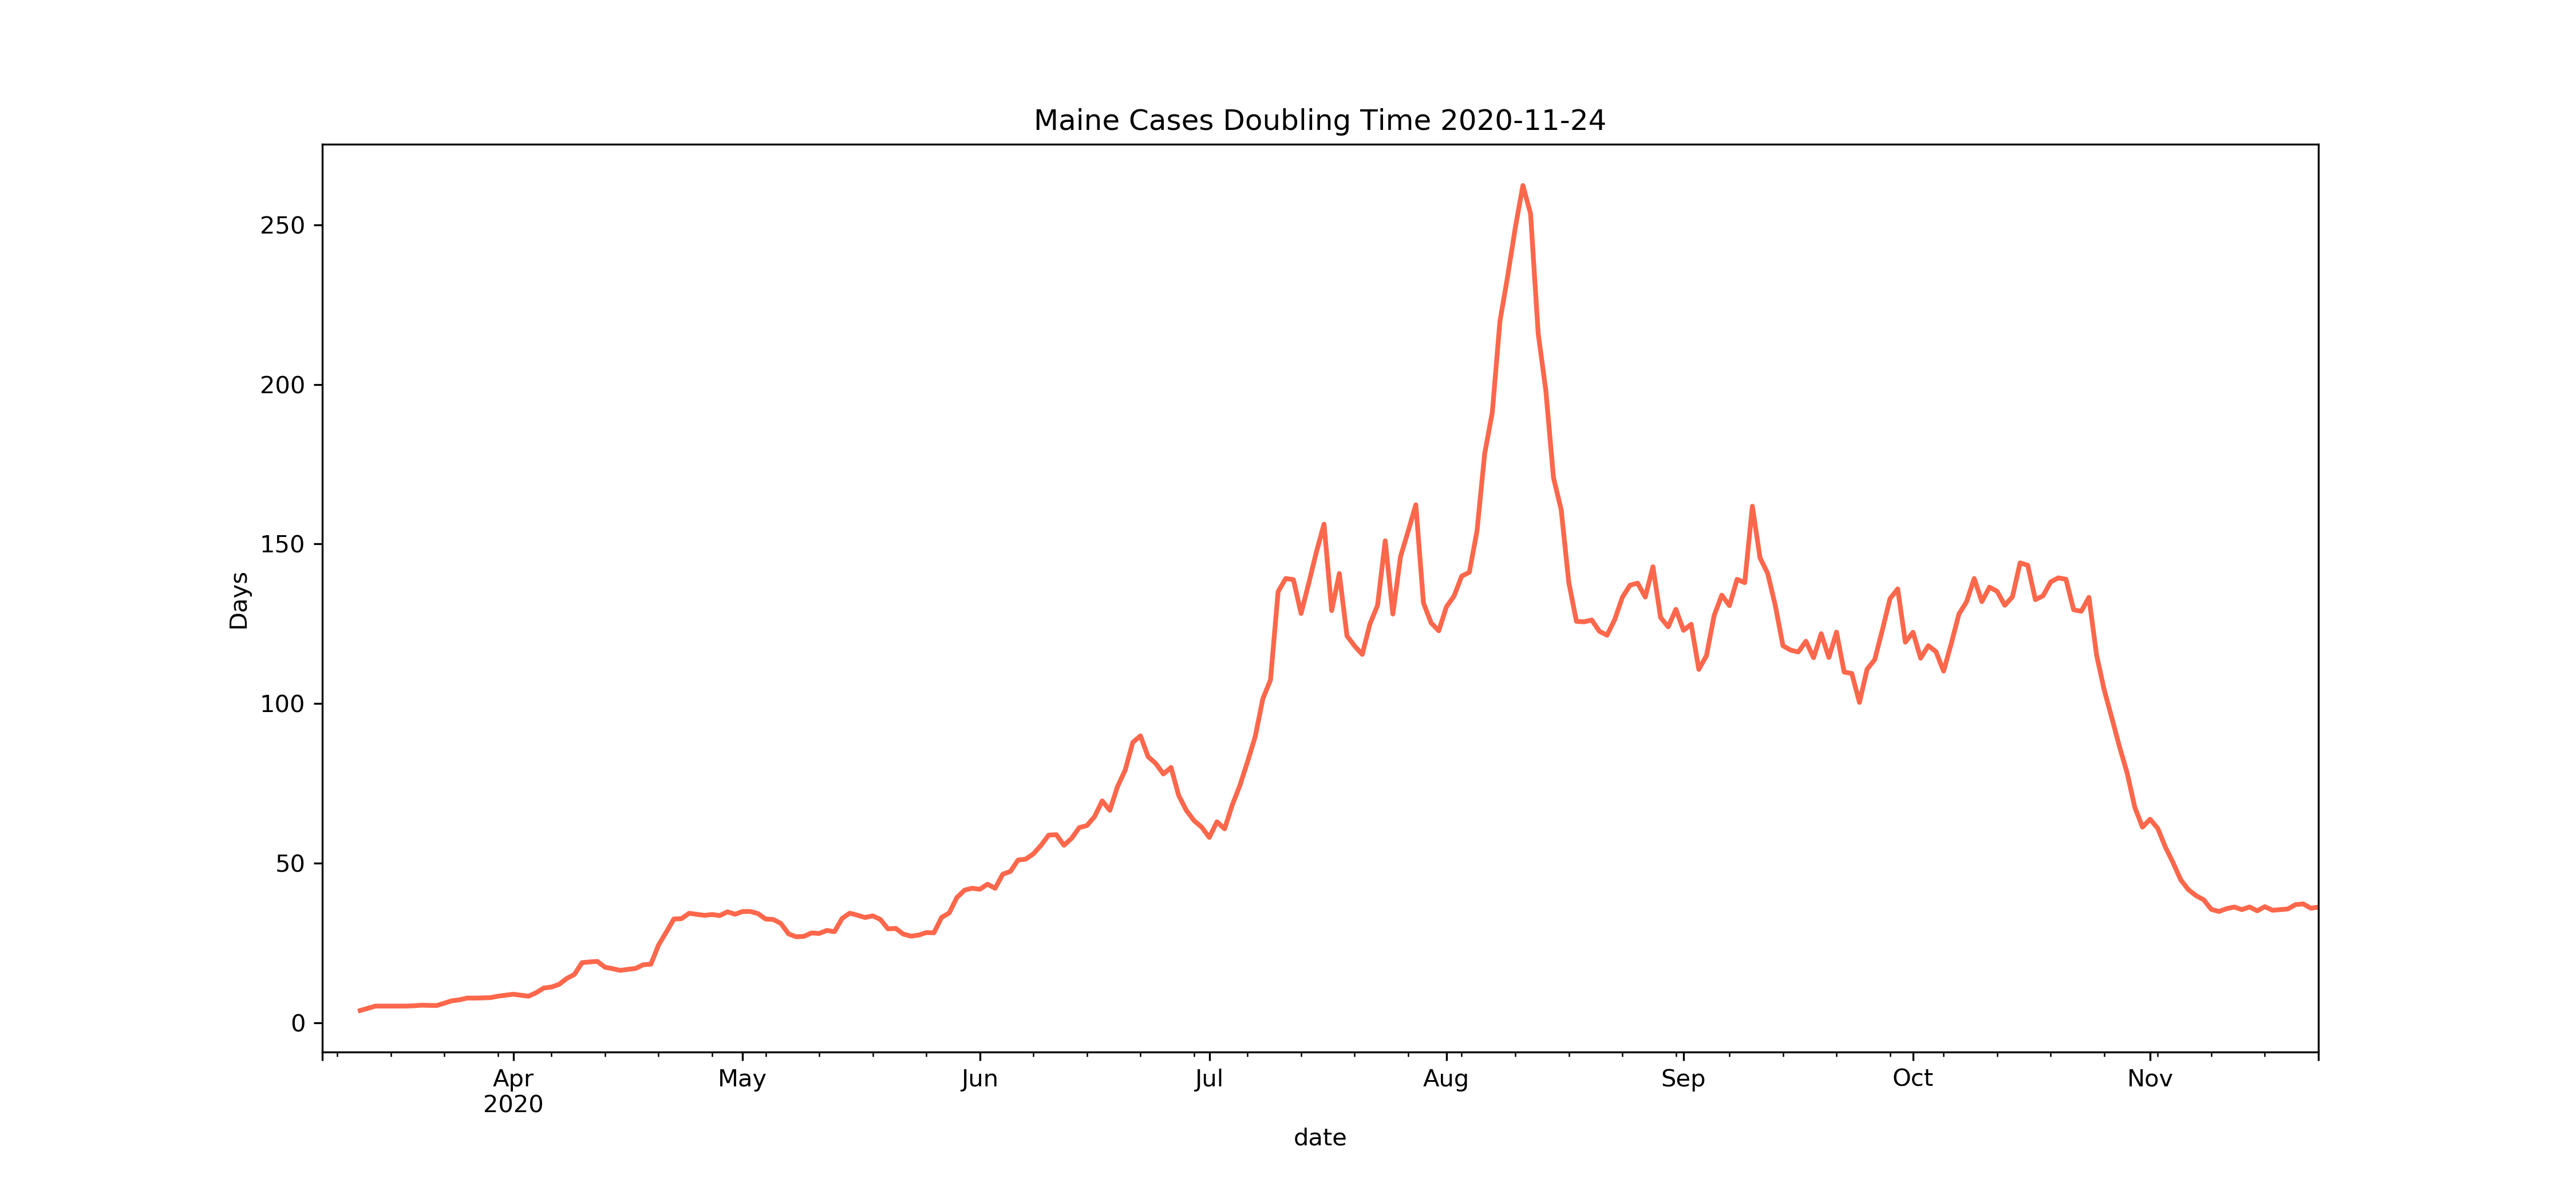 Maine Cases Doubling Time 2020-11-24
250
200
150
100
50
0
Days
Apr
2020
May
Jun
Jul
Aug
Sep
Oct
Nov
date